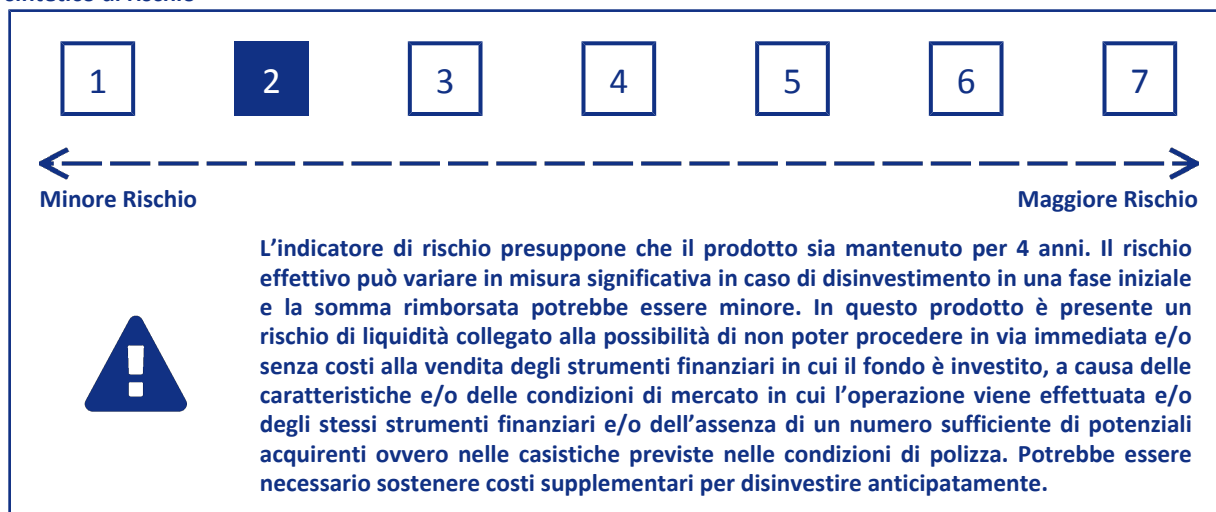 sintetico di rischio
1 2 3 4 5 6 7
Minore Rischio Maggiore Rischio
L’indicatore di rischio presuppone che il prodotto sia mantenuto per 4 anni. Il rischio
effettivo può variare in misura significativa in caso di disinvestimento in una fase iniziale
e la somma rimborsata potrebbe essere minore. In questo prodotto è presente un
rischio di liquidità collegato alla possibilità di non poter procedere in via immediata e/o
senza costi alla vendita degli strumenti finanziari in cui il fondo è investito, a causa delle
caratteristiche e/o delle condizioni di mercato in cui l’operazione viene effettuata e/o
degli stessi strumenti finanziari e/o dell’assenza di un numero sufficiente di potenziali
acquirenti ovvero nelle casistiche previste nelle condizioni di polizza. Potrebbe essere
necessario sostenere costi supplementari per disinvestire anticipatamente.